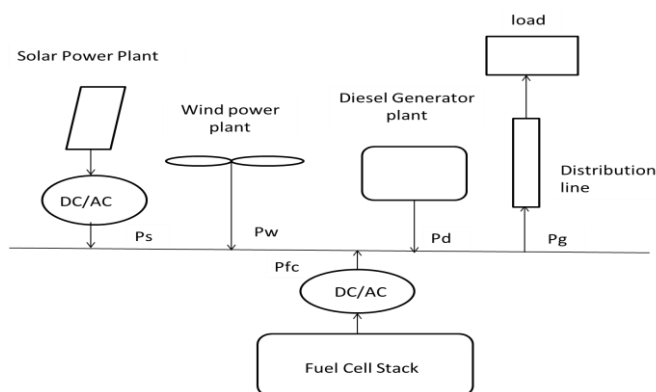 load
Solar Power Plant
Diesel Generator
plant
Wind power
plant
Distribution
line
DC/AC
Ps
Pw
Pd
Pg
Pfc
DC/AC
Fuel Cell Stack